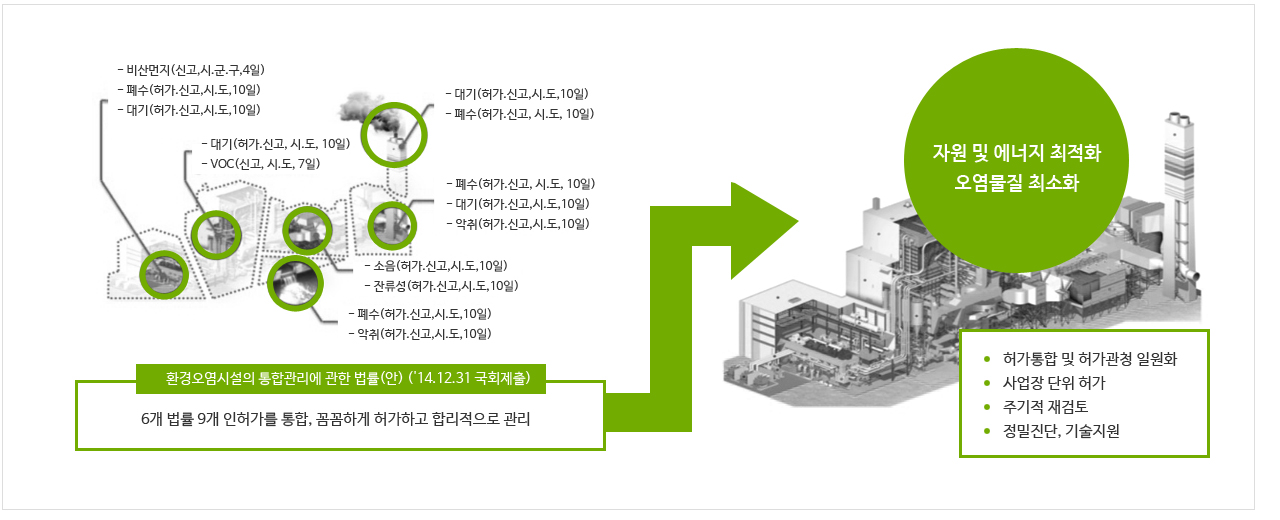 - 비산먼지(신고,시.군.구,4일)
- 폐수(허가.신고,시.도,10일)
- 대기(허가.신고,시.도,10일)
- 대기(허가.신고, 시.도, 10일)
- VOC(신고, 시.도, 7일)
- 대기(허가.신고,시.도,10일)
- 폐수(허가.신고, 시.도, 10일)
- 폐수(허가.신고, 시.도, 10일)
- 대기(허가.신고,시.도,10일)
- 악취(허가.신고,시.도,10일)
- 소음(허가.신고,시.도,10일)
- 잔류성(허가.신고,시.도,10일)
- 폐수(허가.신고,시.도,10일)
- 악취(허가.신고,시.도,10일)
환경오염시설의 통합관리에 관한 법률(안) ('14.12.31 국회제출)
6개 법률 9개 인허가를 통합, 꼼꼼하게 허가하고 합리적으로 관리
자원 및 에너지 최적화
오염물질 최소화
• 허가통합 및 허가관청 일원화
• 사업장 단위 허가
• 주기적 재검토
• 정밀진단, 기술지원